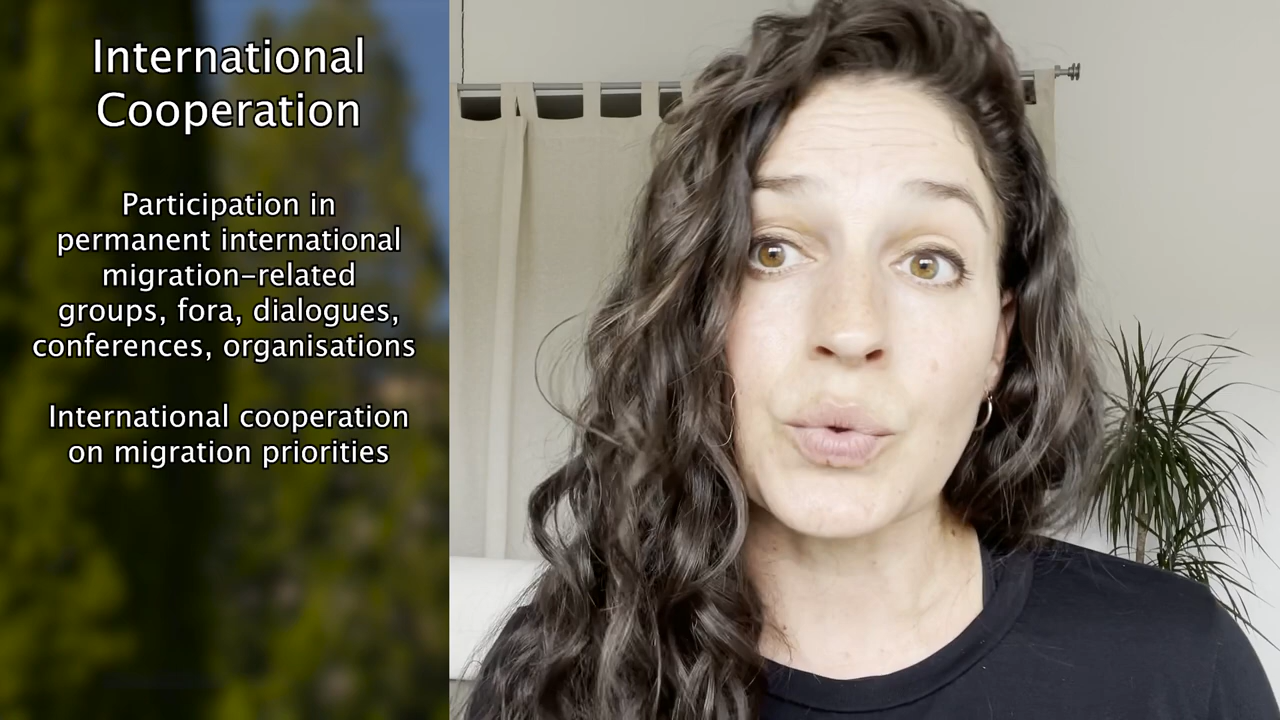 International
Cooperation
Participation in
permanent international
migration-related
groups, fora, dialogues,
conferences, organisations
International cooperation
on migration priorities